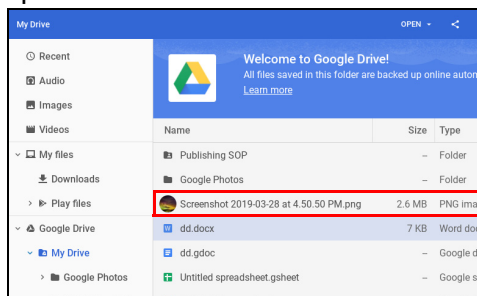 My Drive OPEN
Recent
Audio
Images
Videos
My files
Downloads
Play files
Google Drive
My Drive
Google Photos
Welcome to Google Drive!
All files saved in this folder are backed up online
Learn more
Name Size Type
Publishing SOP – Folder
Google Photos – Folder
Screenshot 2019-03-28 at 4.50.50 PM.png 2.6 MB PNG ima
dd.docx 7 KB Word do
dd.gdoc – Google d
Untitled spreadsheet.gsheet – Google s